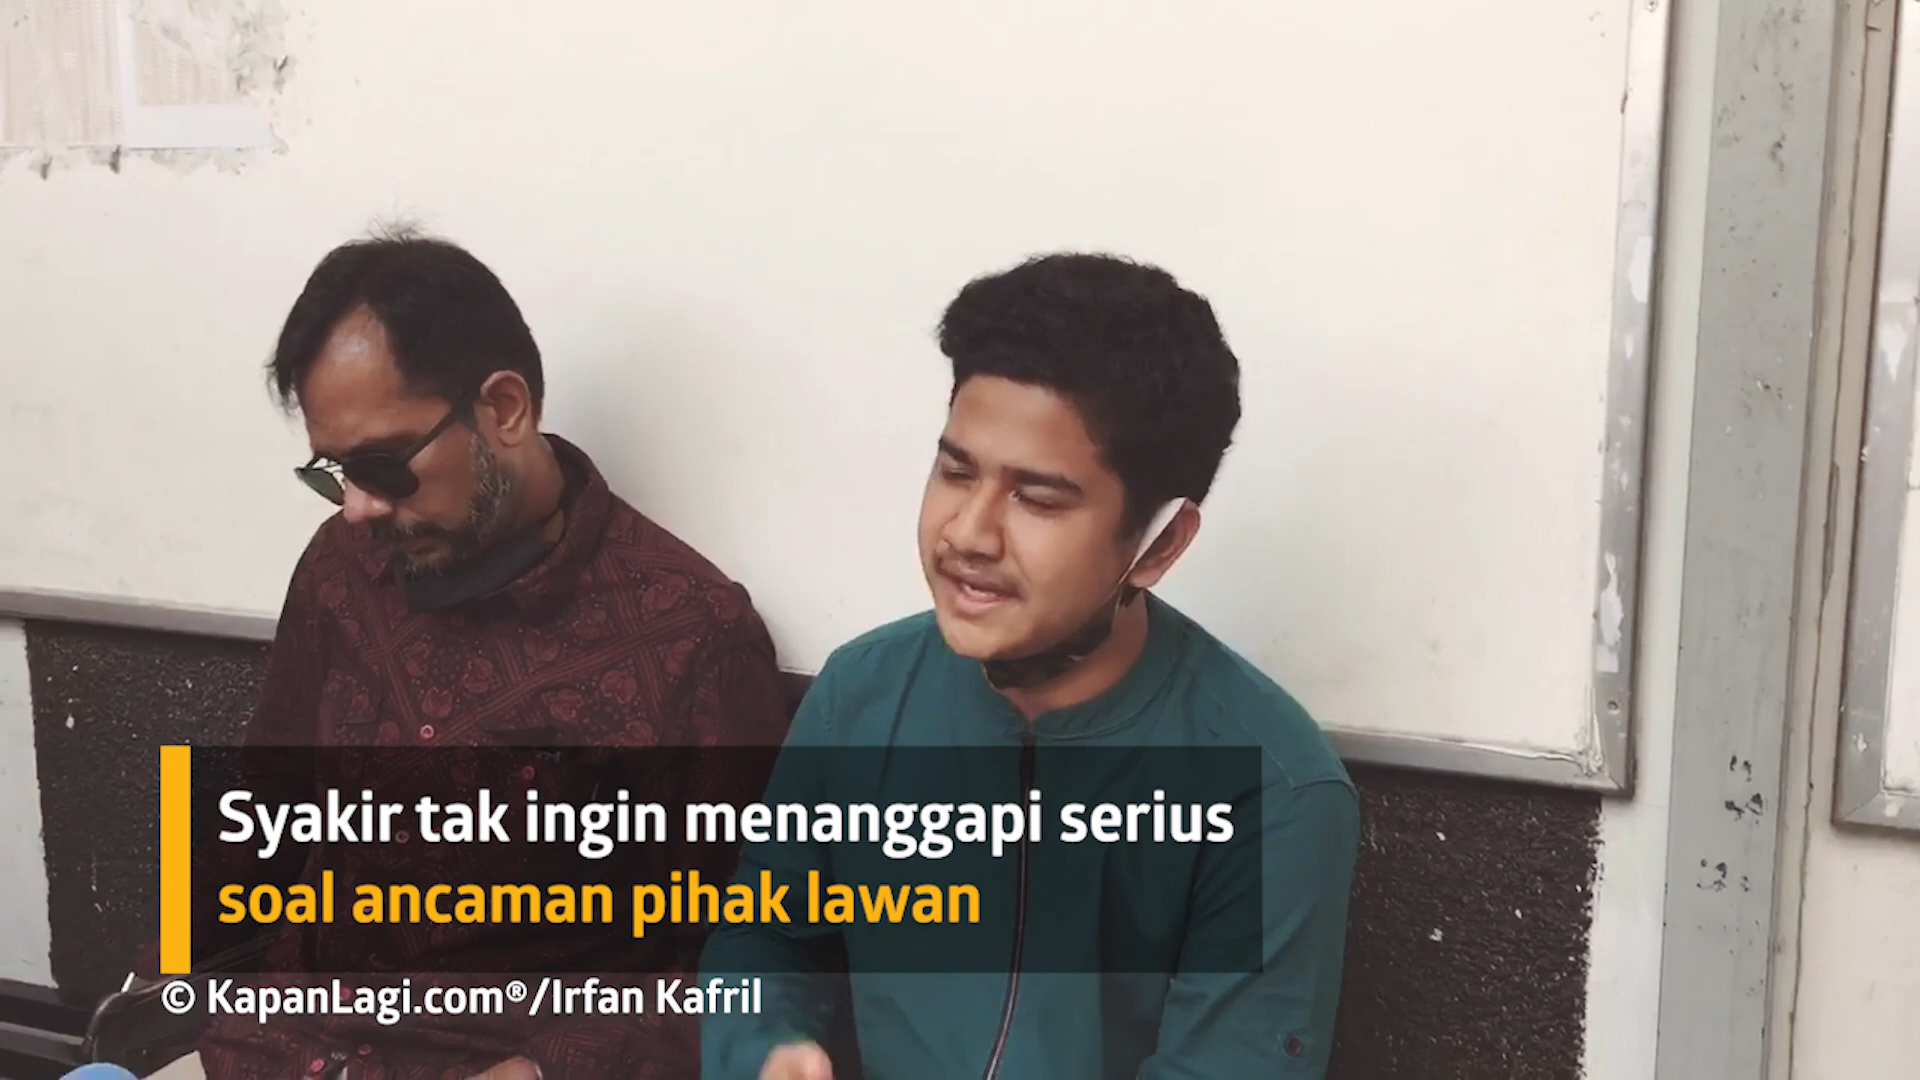 Syakir tak ingin menanggapi serius
soal ancaman pihak lawan
© KapanLagi.com®/Irfan Kafril